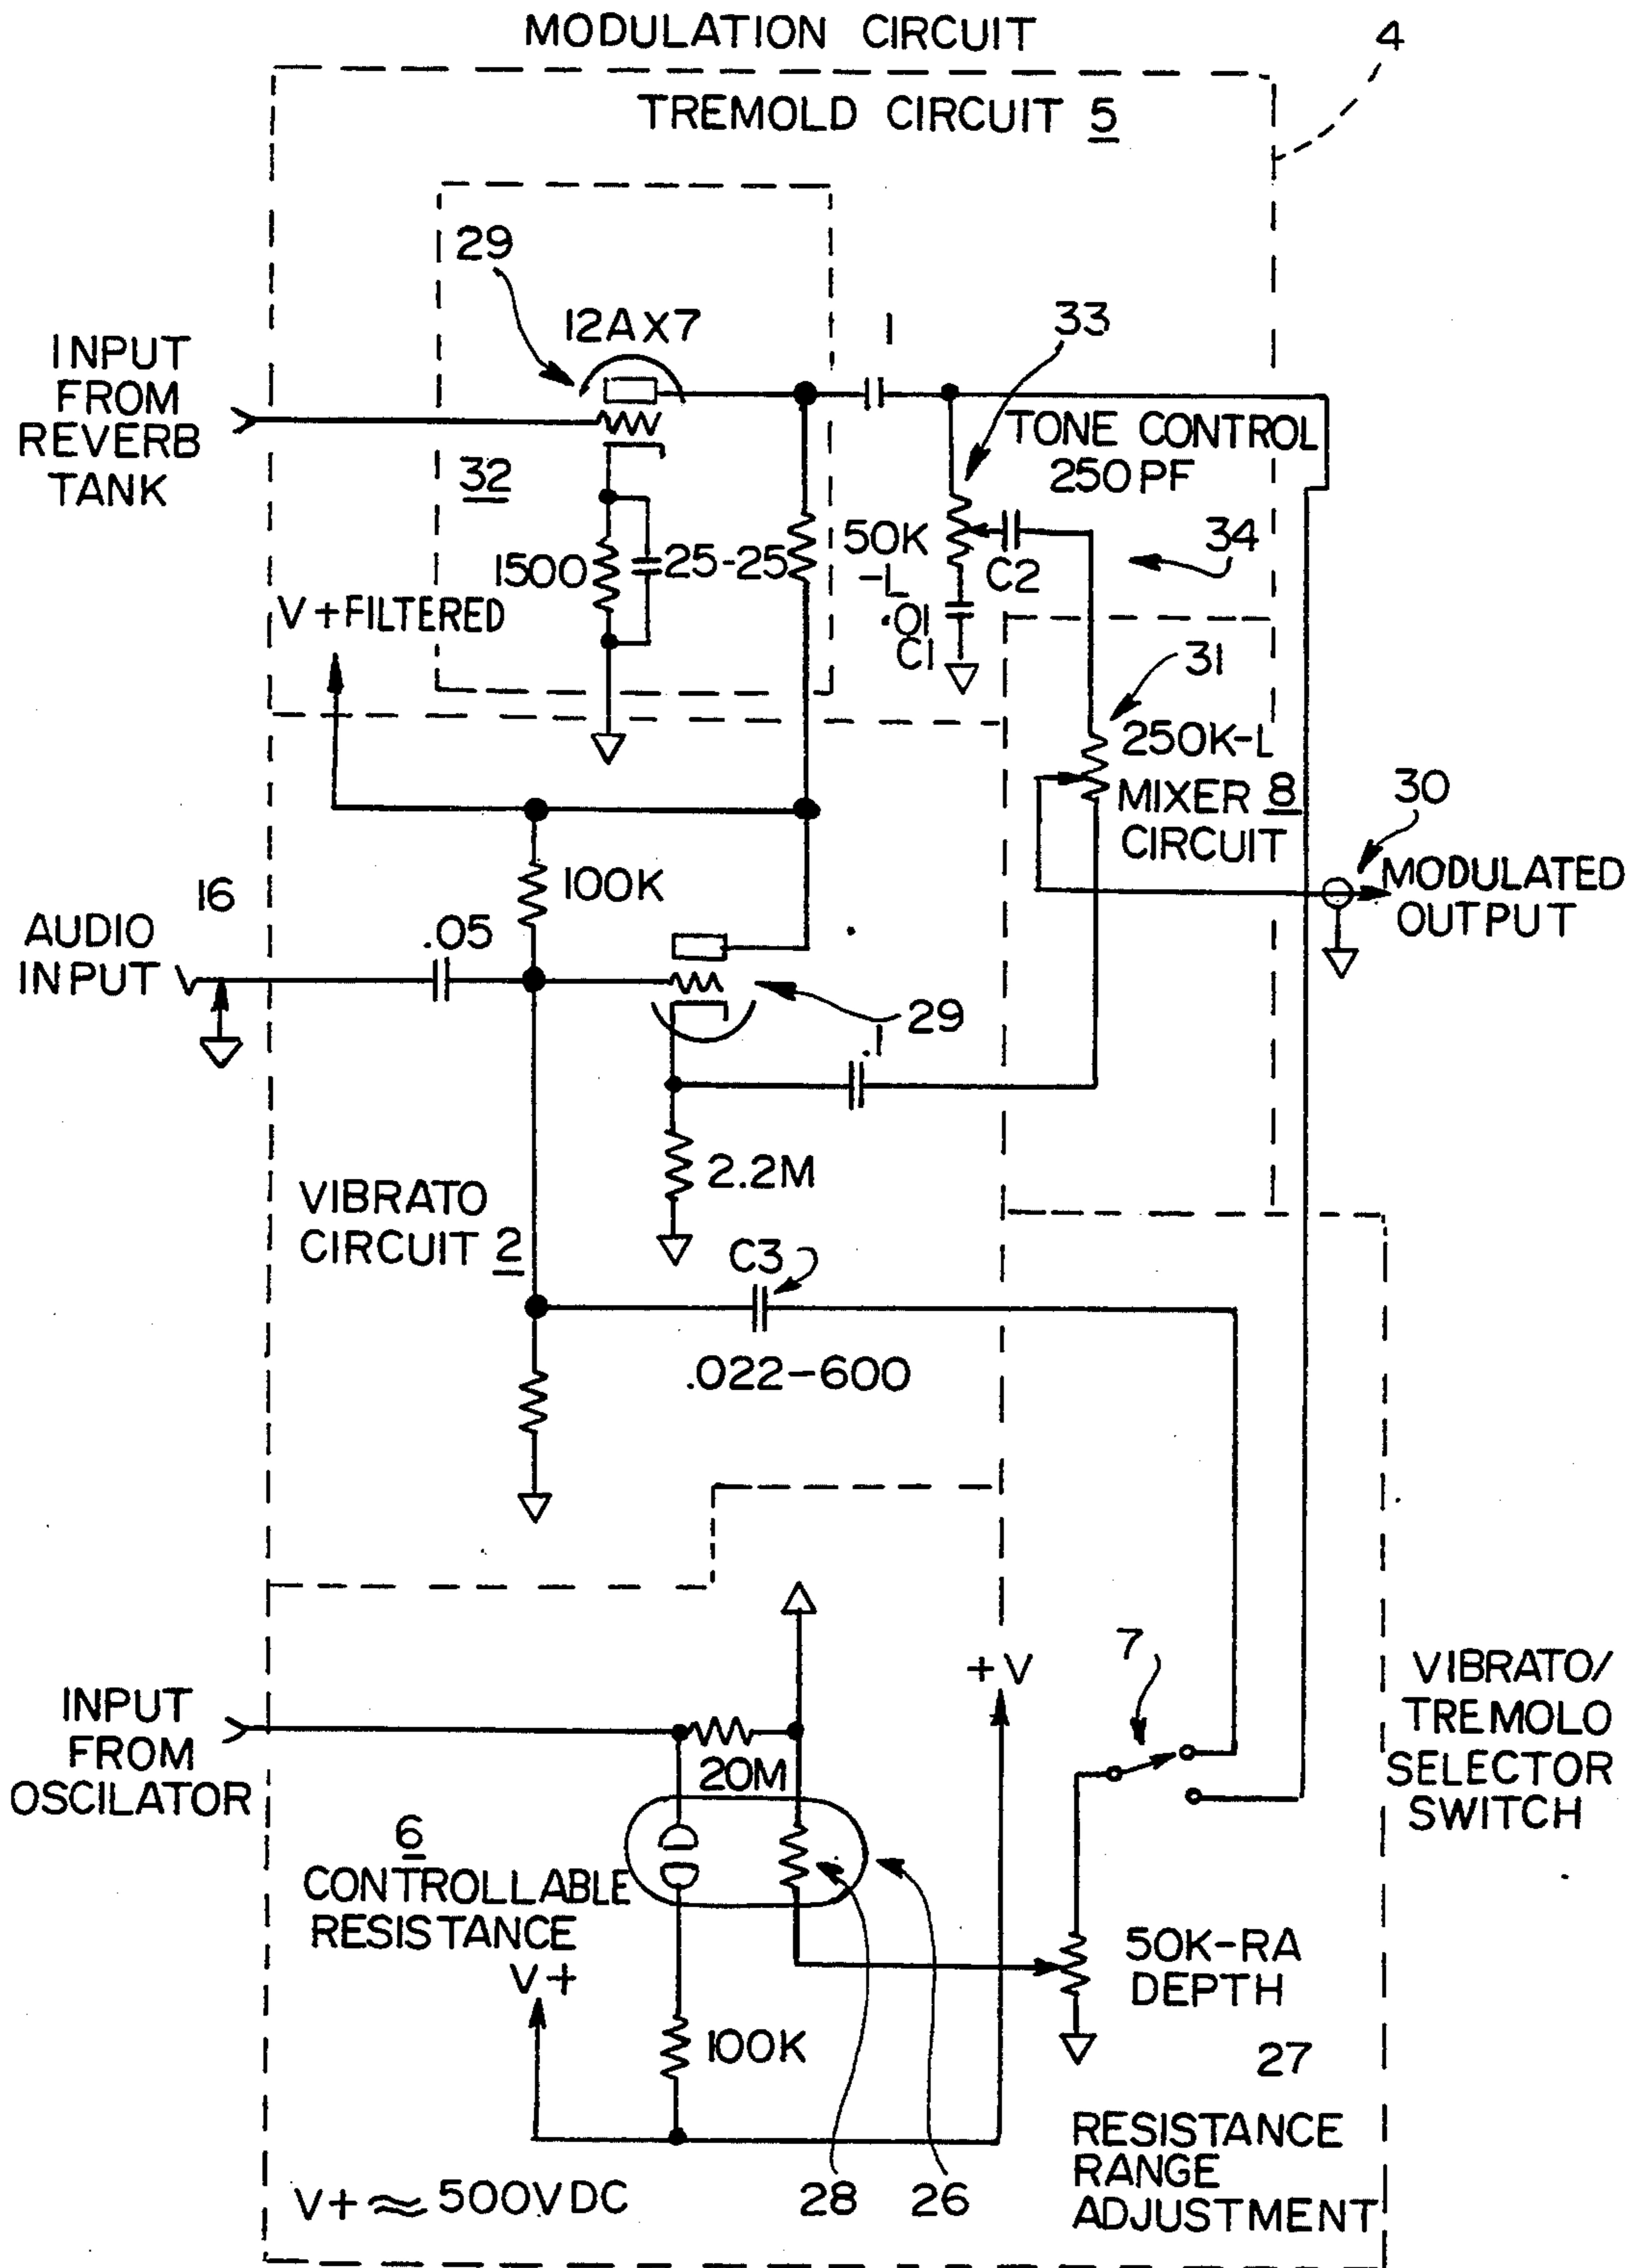 MODULATION CIRCUIT
4
TREMOLD CIRCUIT 5
29
12AX7
1
33
INPUT
FROM
REVERB
TANK
TONE CONTROL
250PF
32
34
1500
25-25
50K
-L
C2
.01
C1
V+FILTERED
31
250K-L
MIXER 8
CIRCUIT
30
MODULATED
OUTPUT
100K
16
AUDIO
INPUT
.05
29
.1
2.2M
VIBRATO
CIRCUIT 2
C3
.022-600
+V
7
VIBRATO/
TREMOLO
SELECTOR
SWITCH
INPUT
FROM
OSCILATOR
20M
6
CONTROLLABLE
RESISTANCE
V+
50K-RA
DEPTH
100K
27
RESISTANCE
RANGE
ADJUSTMENT
28
26
V+≈500VDC